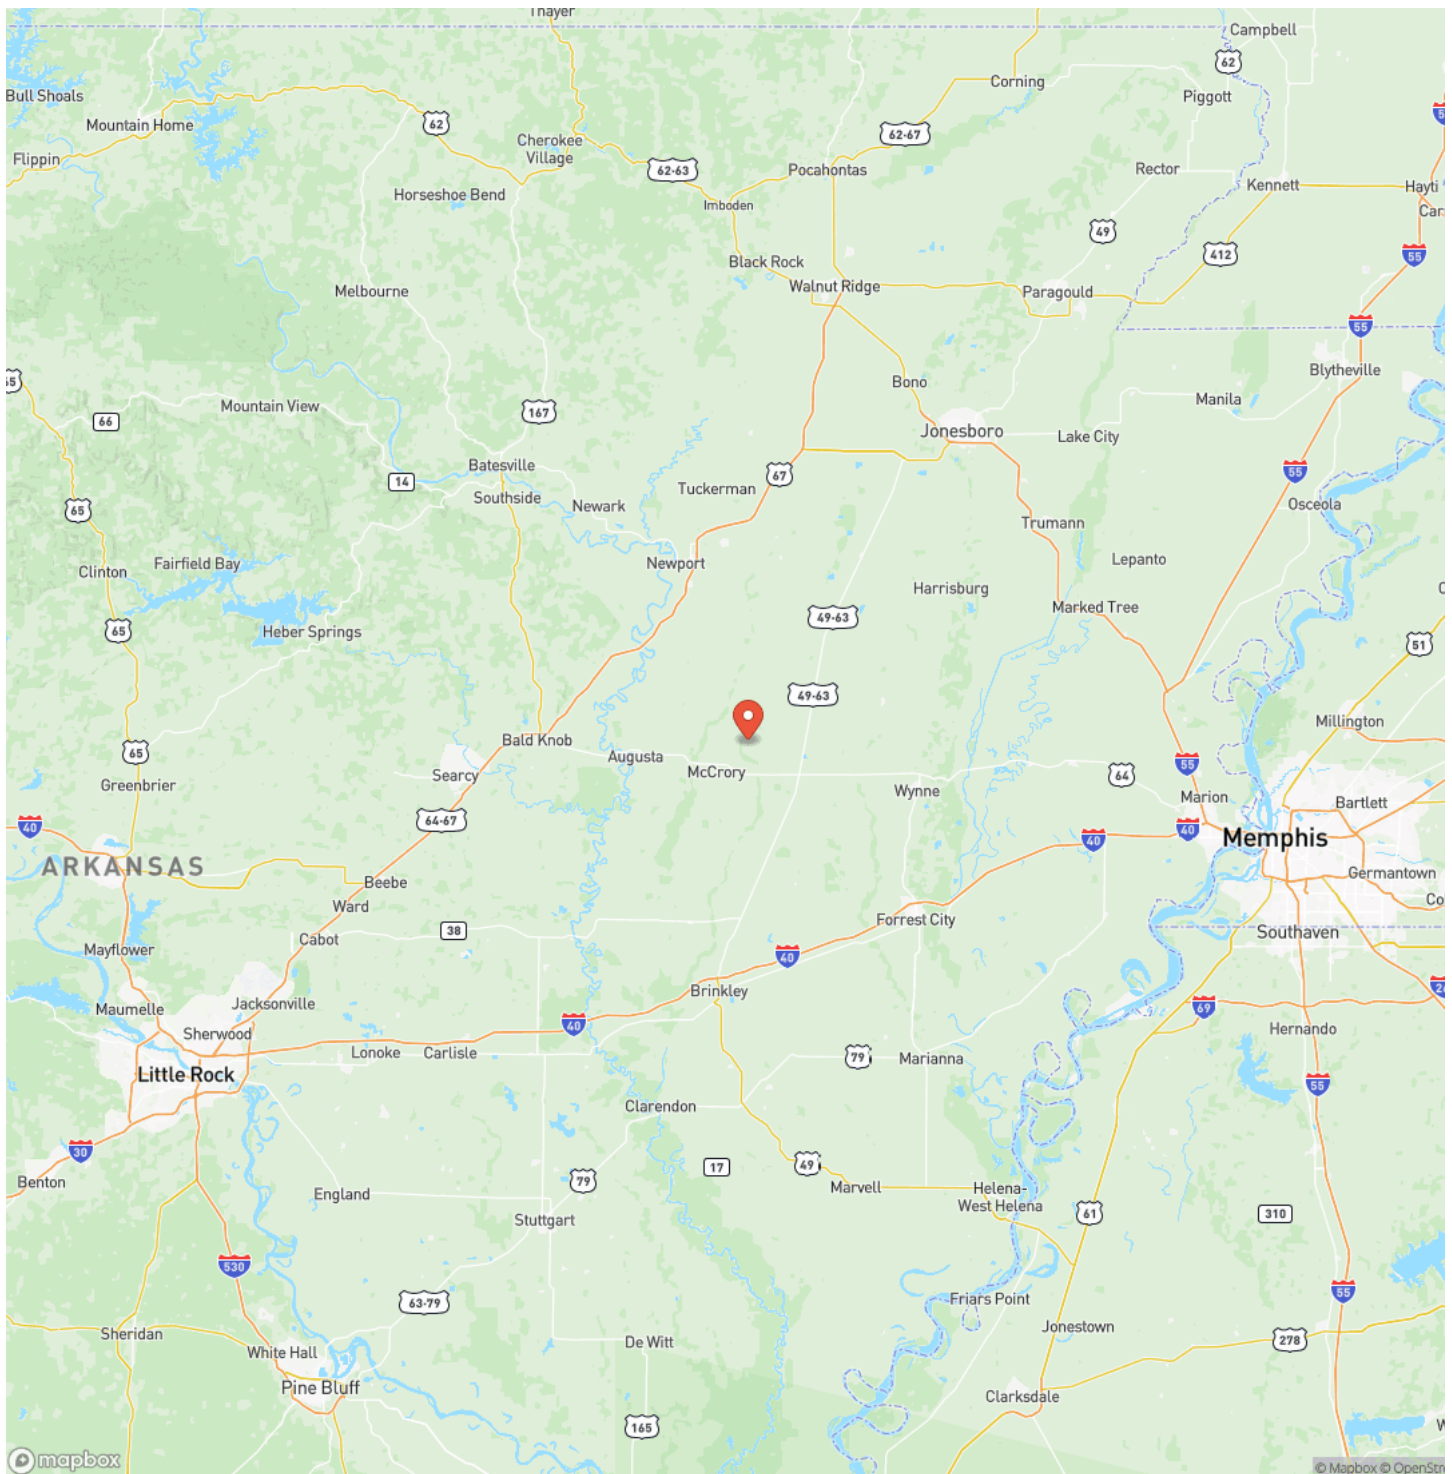 Thayer
Campbell
62
Corning
Bull Shoals
Piggott
Mountain Home
62
62-67
Cherokee
Village
Flippin
62-63
Pocahontas
Rector
Kennett
Hayti
Horseshoe Bend
Imboden
49
412
55
Black Rock
Walnut Ridge
Melbourne
Paragould
55
Blytheville
Bono
Manila
Mountain View
66
167
Jonesboro
Lake City
Batesville
14
67
55
Southside
Tuckerman
Newark
65
Osceola
Trumann
Newport
Lepanto
Clinton
Fairfield Bay
Harrisburg
Marked Tree
49-63
65
Heber Springs
51
49-63
Millington
Bald Knob
65
Augusta
55
Searcy
McCrory
64
Greenbrier
Wynne
Marion
Bartlett
64-67
40
40
40
Memphis
ARKANSAS
Germantown
Beebe
Ward
Forrest City
38
Cabot
Southaven
Mayflower
40
Brinkley
Jacksonville
Maumelle
69
40
Sherwood
Hernando
Lonoke
Carlisle
79
Marianna
Little Rock
55
Clarendon
30
17
49
Benton
79
England
Marvell
Helena-
West Helena
61
310
Stuttgart
530
55
63-79
Friars Point
Jonestown
Sheridan
De Witt
278
White Hall
Pine Bluff
Clarksdale
165
mapbox
© Mapbox © OpenStre